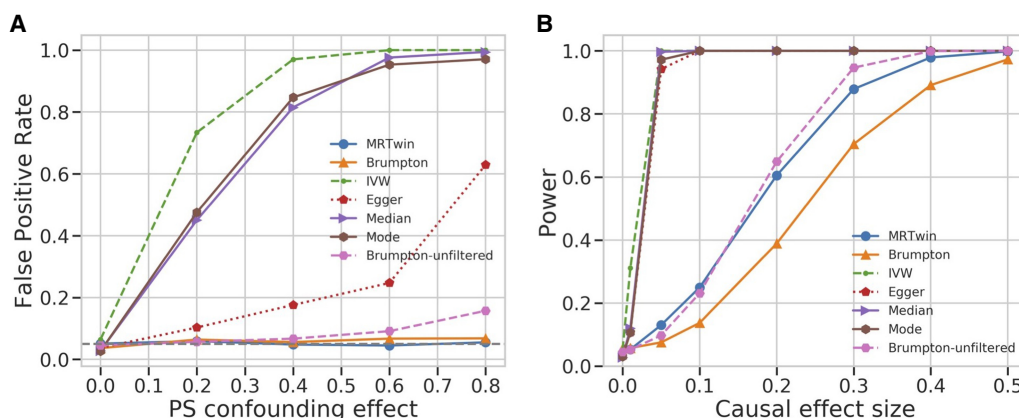 A
False Positive Rate
1.0
0.8
0.6
0.4
0.2
0.0
MRTwin
Brumpton
IVW
Egger
Median
Mode
Brumpton-unfiltered
0.0 0.1 0.2 0.3 0.4 0.5 0.6 0.7 0.8
PS confounding effect
B
Power
1.0
0.8
0.6
0.4
0.2
0.0
MRTwin
Brumpton
IVW
Egger
Median
Mode
Brumpton-unfiltered
0.0 0.1 0.2 0.3 0.4 0.5
Causal effect size